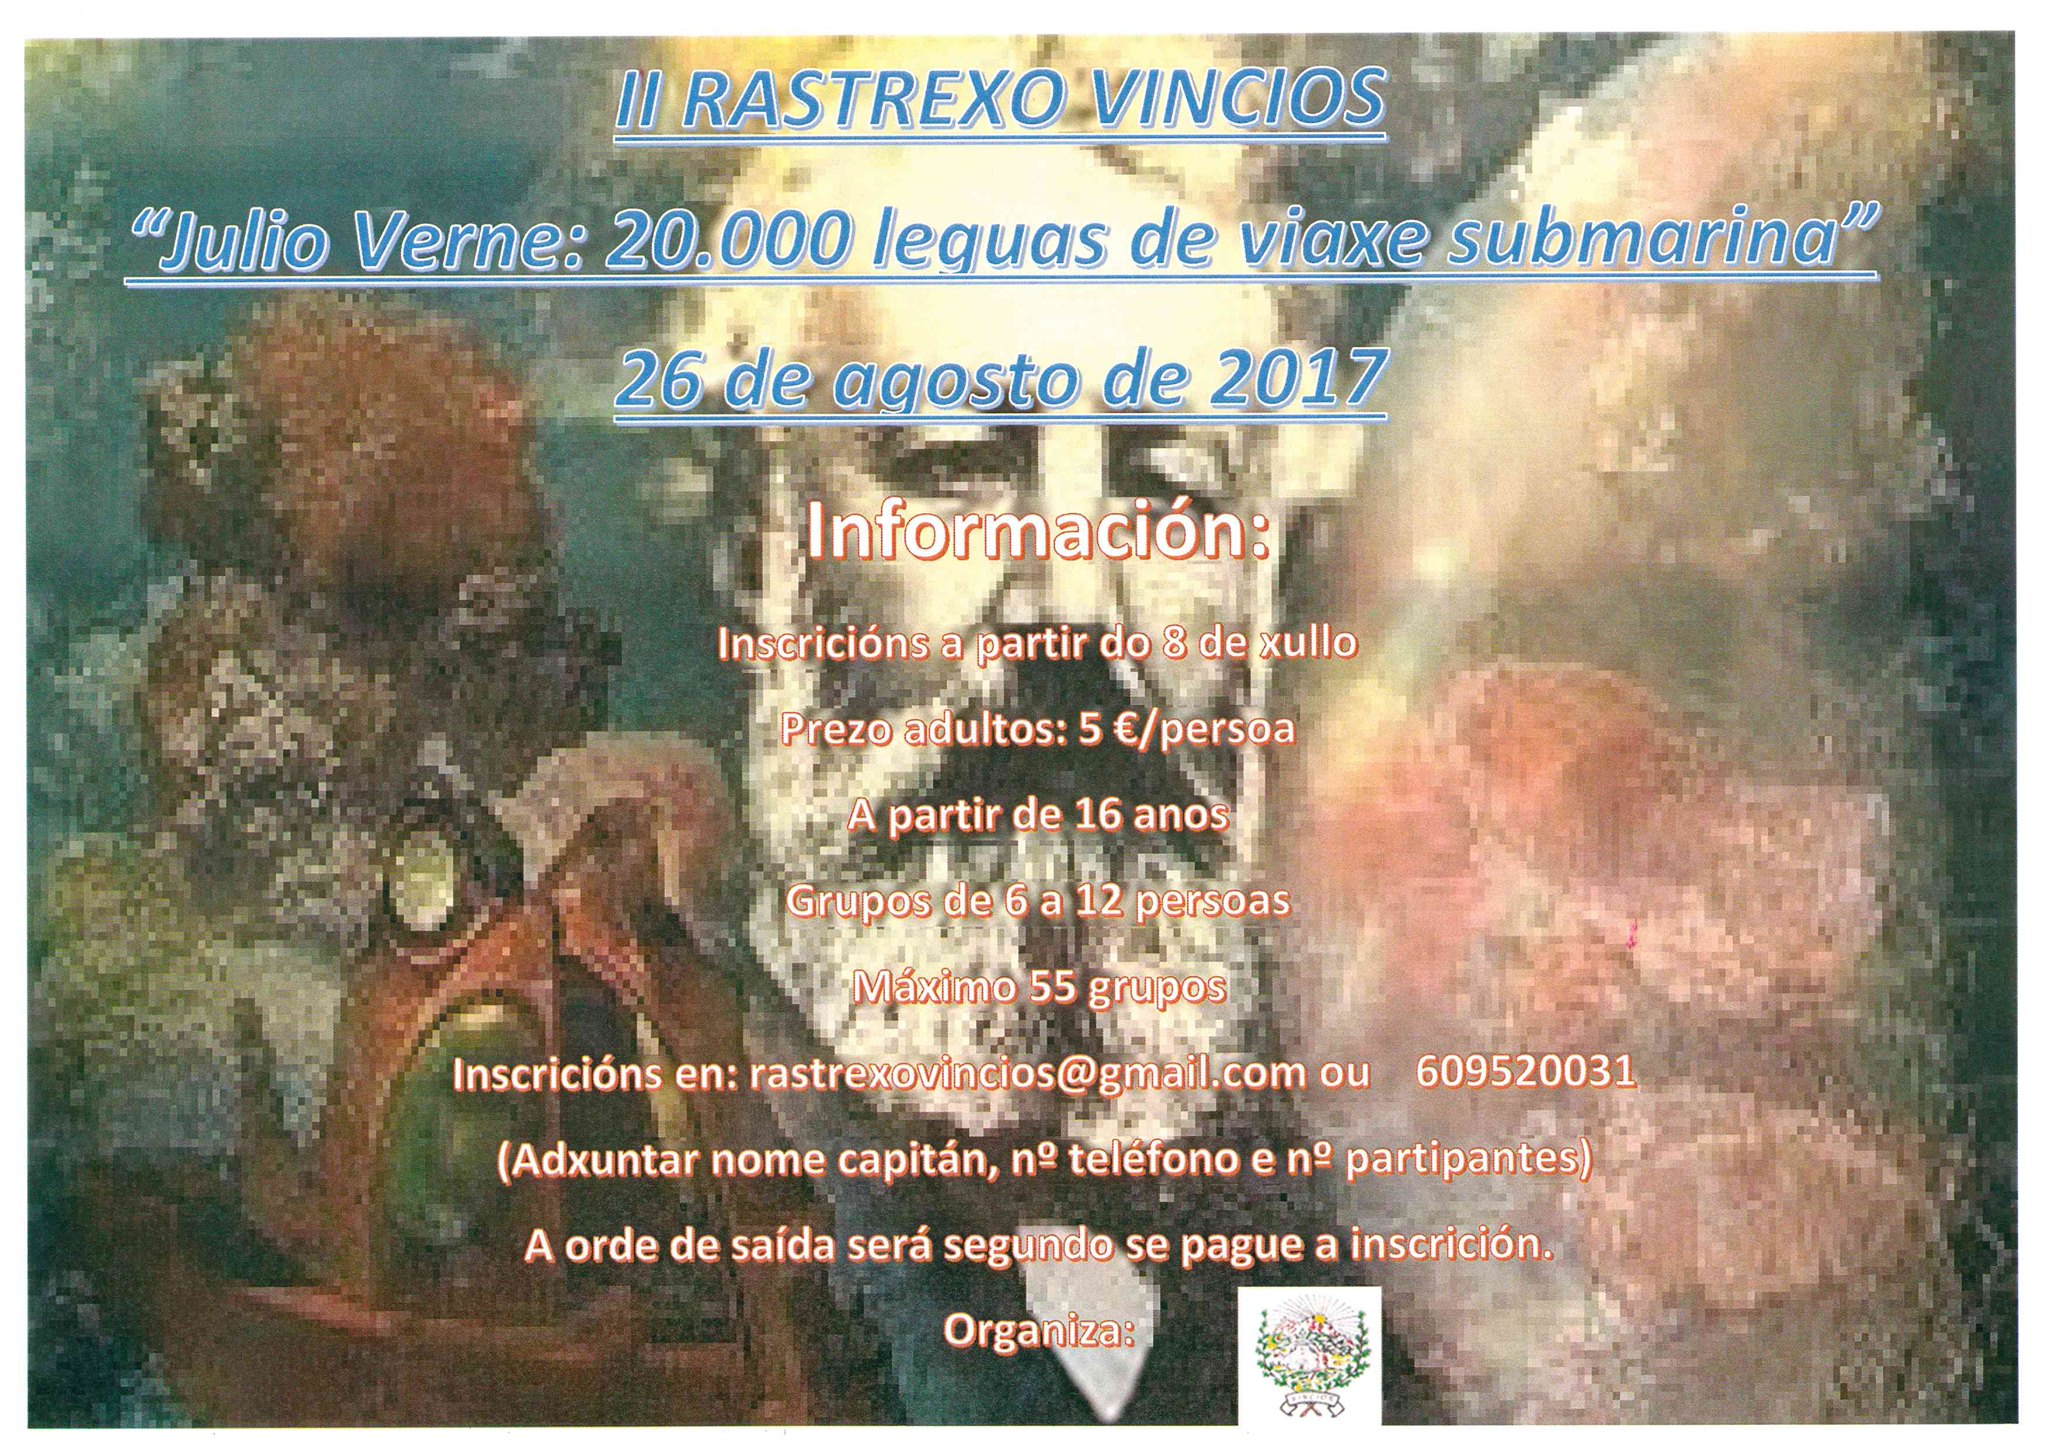 II RASTREXO VINCIOS
“Julio Verne: 20.000 leguas de viaxe submarina”
26 de agosto de 2017
Información:
Inscricións a partir do 8 de xullo
Prezo adultos: 5 €/persoa
A partir de 16 anos
Grupos de 6 a 12 persoas
Máximo 55 grupos
Inscricións en: rastrexovincios@gmail.com ou 609520031
(Adxuntar nome capitán, nº teléfono e nº partipantes)
A orde de saída será segundo se pague a inscrición.
Organiza:
VINCIOS